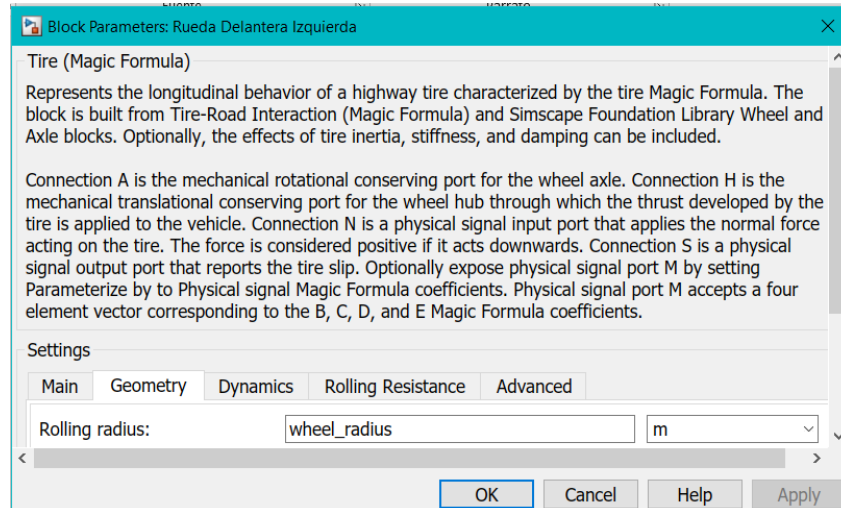 Block Parameters: Rueda Delantera Izquierda
Tire (Magic Formula)
Represents the longitudinal behavior of a highway tire characterized by the tire Magic Formula. The
block is built from Tire-Road Interaction (Magic Formula) and Simscape Foundation Library Wheel and
Axle blocks. Optionally, the effects of tire inertia, stiffness, and damping can be included.
Connection A is the mechanical rotational conserving port for the wheel axle. Connection H is the
mechanical translational conserving port for the wheel hub through which the thrust developed by the
tire is applied to the vehicle. Connection N is a physical signal input port that applies the normal force
acting on the tire. The force is considered positive if it acts downwards. Connection S is a physical
signal output port that reports the tire slip. Optionally expose physical signal port M by setting
Parameterize by to Physical signal Magic Formula coefficients. Physical signal port M accepts a four
element vector corresponding to the B, C, D, and E Magic Formula coefficients.
Settings
Main Geometry Dynamics Rolling Resistance Advanced
Rolling radius: wheel_radius m
OK Cancel Help Apply